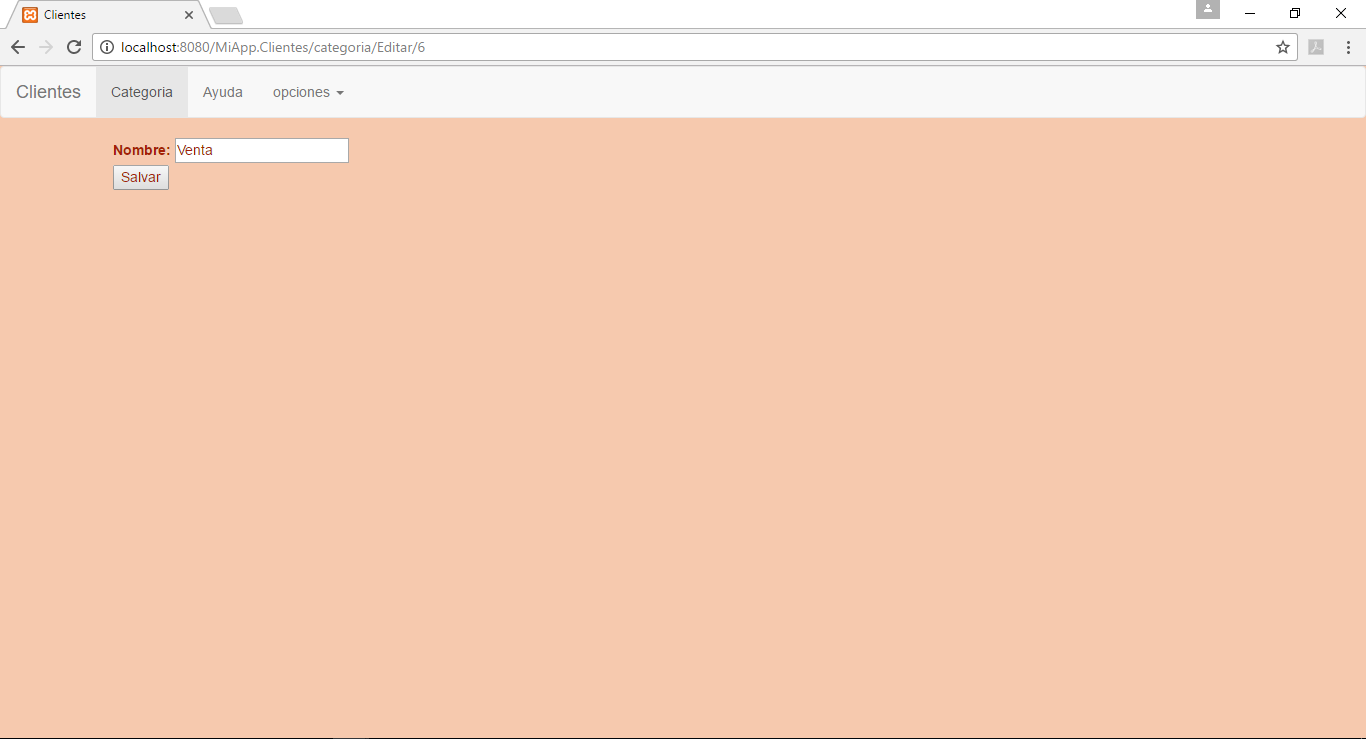 Clientes
localhost:8080/MiApp.Clientes/categoria/Editar/6
Clientes Categoria Ayuda opciones
Nombre: Venta
Salvar